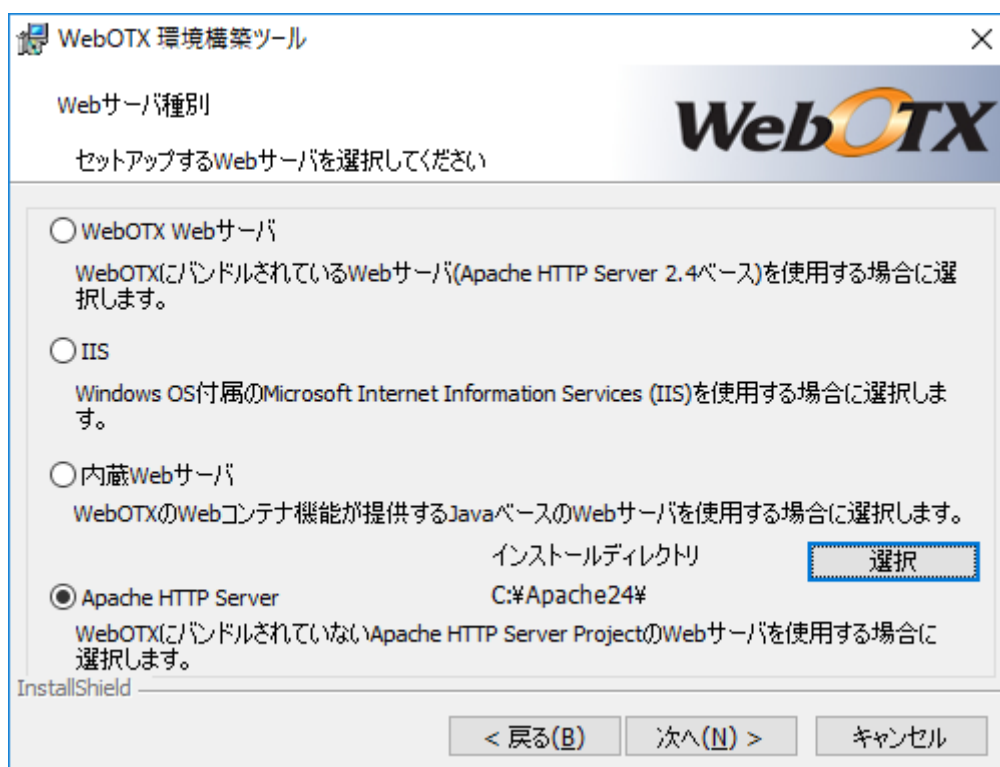 WebOTX 環境構築ツール
Webサーバ種別
WebOTX
セットアップするWebサーバを選択してください
WebOTX Webサーバ
WebOTXにバンドルされているWebサーバ(Apache HTTP Server 2.4ベース)を使用する場合に選
択します。
IIS
Windows OS付属のMicrosoft Internet Information Services (IIS)を使用する場合に選択しま
す。
内蔵Webサーバ
WebOTXのWebコンテナ機能が提供するJavaベースのWebサーバを使用する場合に選択します。
インストールディレクトリ
選択
Apache HTTP Server
C:¥Apache24¥
WebOTXにバンドルされていないApache HTTP Server ProjectのWebサーバを使用する場合に
選択します。
InstallShield
< 戻る(B)
次へ(N) >
キャンセル